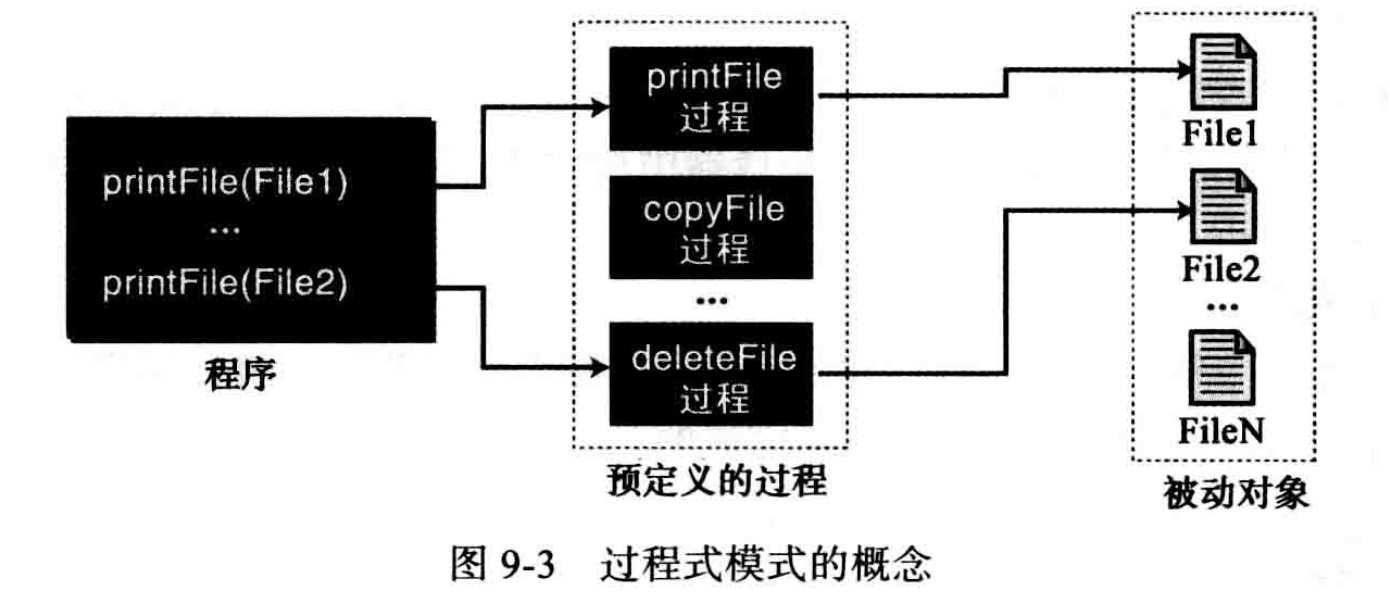 printFile(File1)
...
printFile(File2)
程序
printFile
过程
copyFile
过程
...
deleteFile
过程
预定义的过程
File1
File2
...
FileN
被动对象
图 9-3 过程式模式的概念